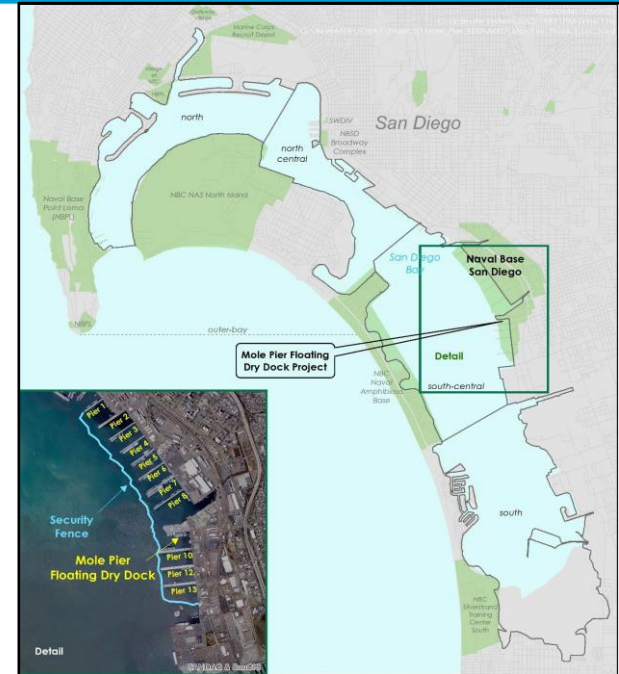 Marine Corps
Recruit Depot
Village
at
NTC
north
SWDIV
NBSD
Broadway
Complex
San Diego
north
central
NBC NAS North Island
Naval Base
Point Loma
(NBPL)
San Diego
Bay
Naval Base
San Diego
NBPL
outer-bay
Mole Pier Floating
Dry Dock Project
Detail
south-central
NBC
Naval
Amphibious
Base
Pier 1
Pier 2
Pier 3
Pier 4
Pier 5
Pier 6
Pier 7
Pier 8
Security
Fence
Mole Pier
Floating Dry Dock
Pier 10
Pier 12
Pier 13
south
NBC
Silverstrand
Training
Center
South
Detail